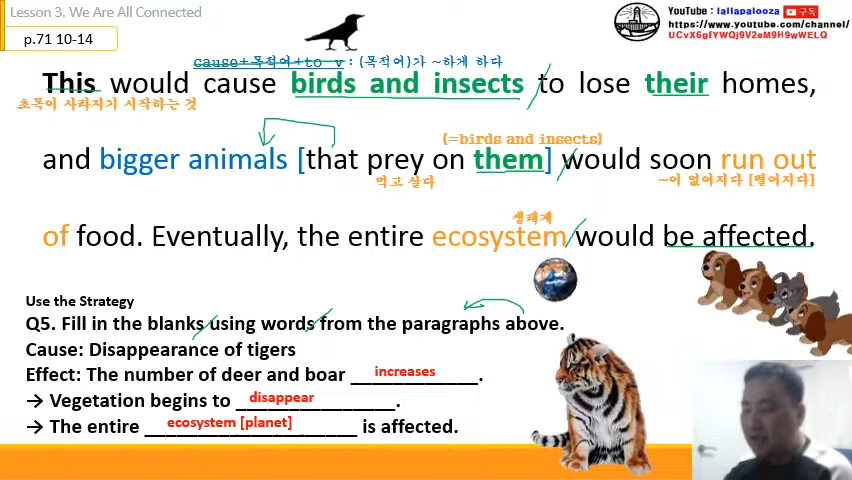 Lesson 3. We Are All Connected
p.71 10-14
YouTube : lallapalooza 구독
https://www.youtube.com/channel/
UCvX6gfYWQj9V2eM9H9wWELQ
cause+목적어+to v : (목적어)가 ~하게 하다
This would cause birds and insects to lose their homes,
초목이 사라지기 시작하는 것
(=birds and insects)
and bigger animals [that prey on them] would soon run out
먹고 살다
~이 없어지다 [떨어지다]
생태계
of food. Eventually, the entire ecosystem would be affected.
Use the Strategy
Q5. Fill in the blanks using words from the paragraphs above.
Cause: Disappearance of tigers
Effect: The number of deer and boar increases.
→ Vegetation begins to disappear.
→ The entire ecosystem [planet] is affected.